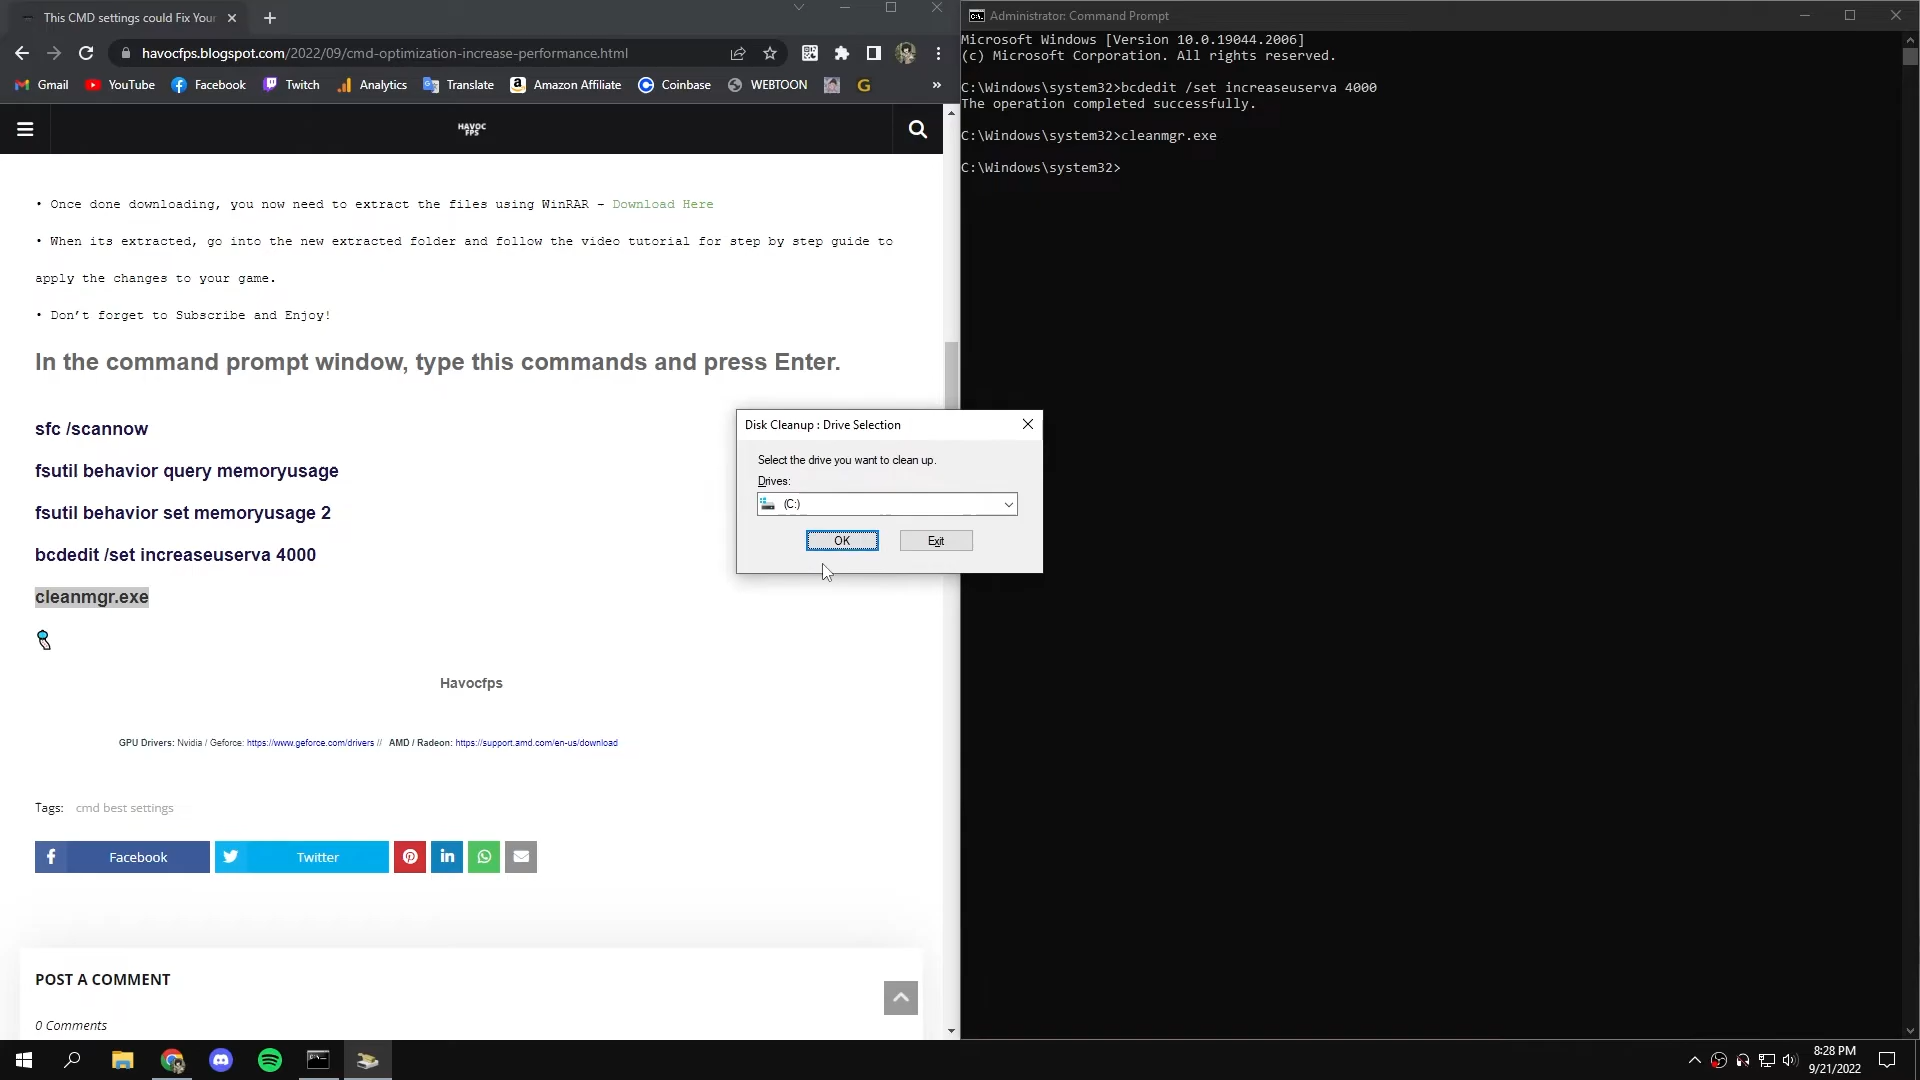 This CMD settings could Fix Your
havocfps.blogspot.com/2022/09/cmd-optimization-increase-performance.html
Gmail
YouTube
Facebook
Twitch
Analytics
Translate
Amazon Affiliate
Coinbase
WEBTOON
G
»
HAVOC
FPS
• Once done downloading, you now need to extract the files using WinRAR - Download Here
• When its extracted, go into the new extracted folder and follow the video tutorial for step by step guide to
apply the changes to your game.
• Don’t forget to Subscribe and Enjoy!
In the command prompt window, type this commands and press Enter.
sfc /scannow
fsutil behavior query memoryusage
fsutil behavior set memoryusage 2
bcdedit /set increaseuserva 4000
cleanmgr.exe
Havocfps
GPU Drivers: Nvidia / Geforce: https://www.geforce.com/drivers // AMD / Radeon: https://support.amd.com/en-us/download
Tags: cmd best settings
Facebook
Twitter
POST A COMMENT
0 Comments
Disk Cleanup : Drive Selection
Select the drive you want to clean up.
Drives:
(C:)
OK
Exit
Administrator: Command Prompt
Microsoft Windows [Version 10.0.19044.2006]
(c) Microsoft Corporation. All rights reserved.
C:\Windows\system32>bcdedit /set increaseuserva 4000
The operation completed successfully.
C:\Windows\system32>cleanmgr.exe
C:\Windows\system32>
8:28 PM
9/21/2022